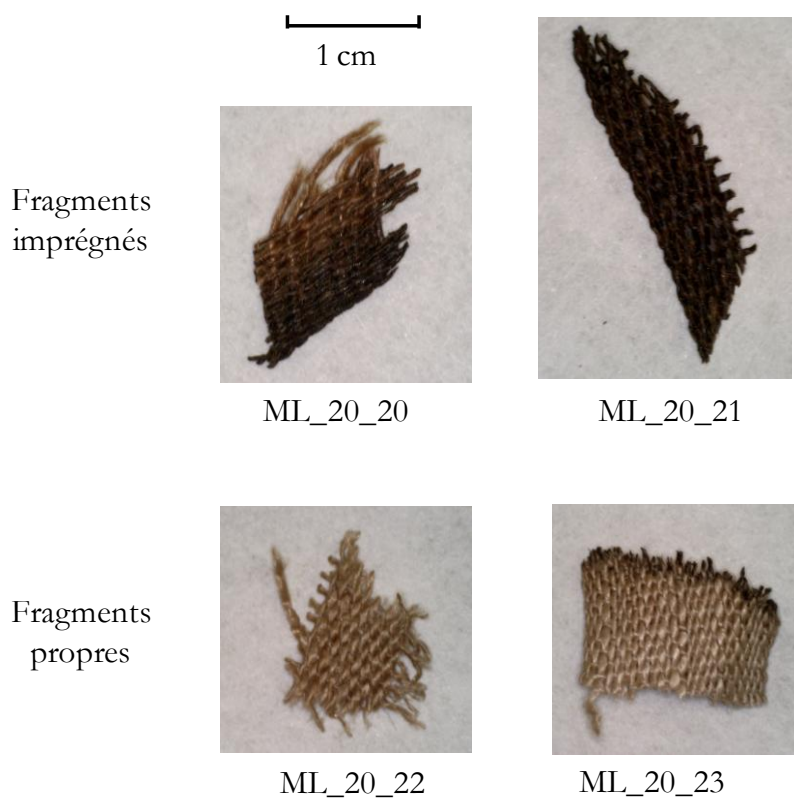 1 cm
Fragments
imprégnés
ML_20_20
ML_20_21
Fragments
propres
ML_20_22
ML_20_23